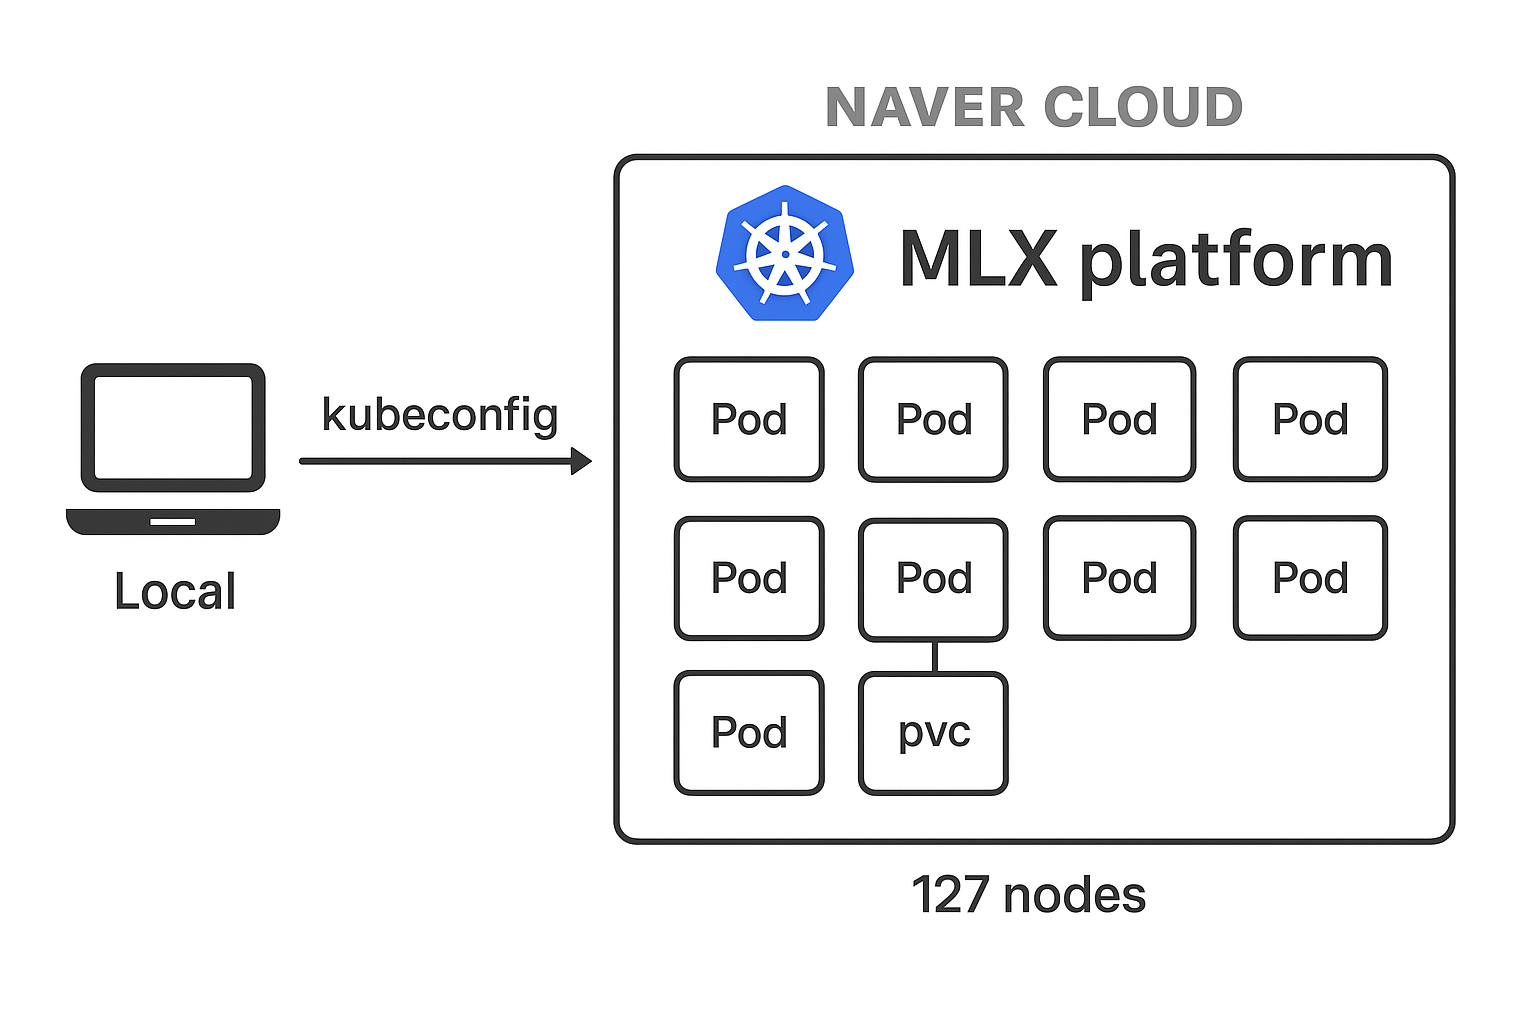 NAVER CLOUD
MLX platform
kubeconfig
Local
Pod Pod Pod Pod
Pod Pod Pod Pod
Pod pvc
127 nodes